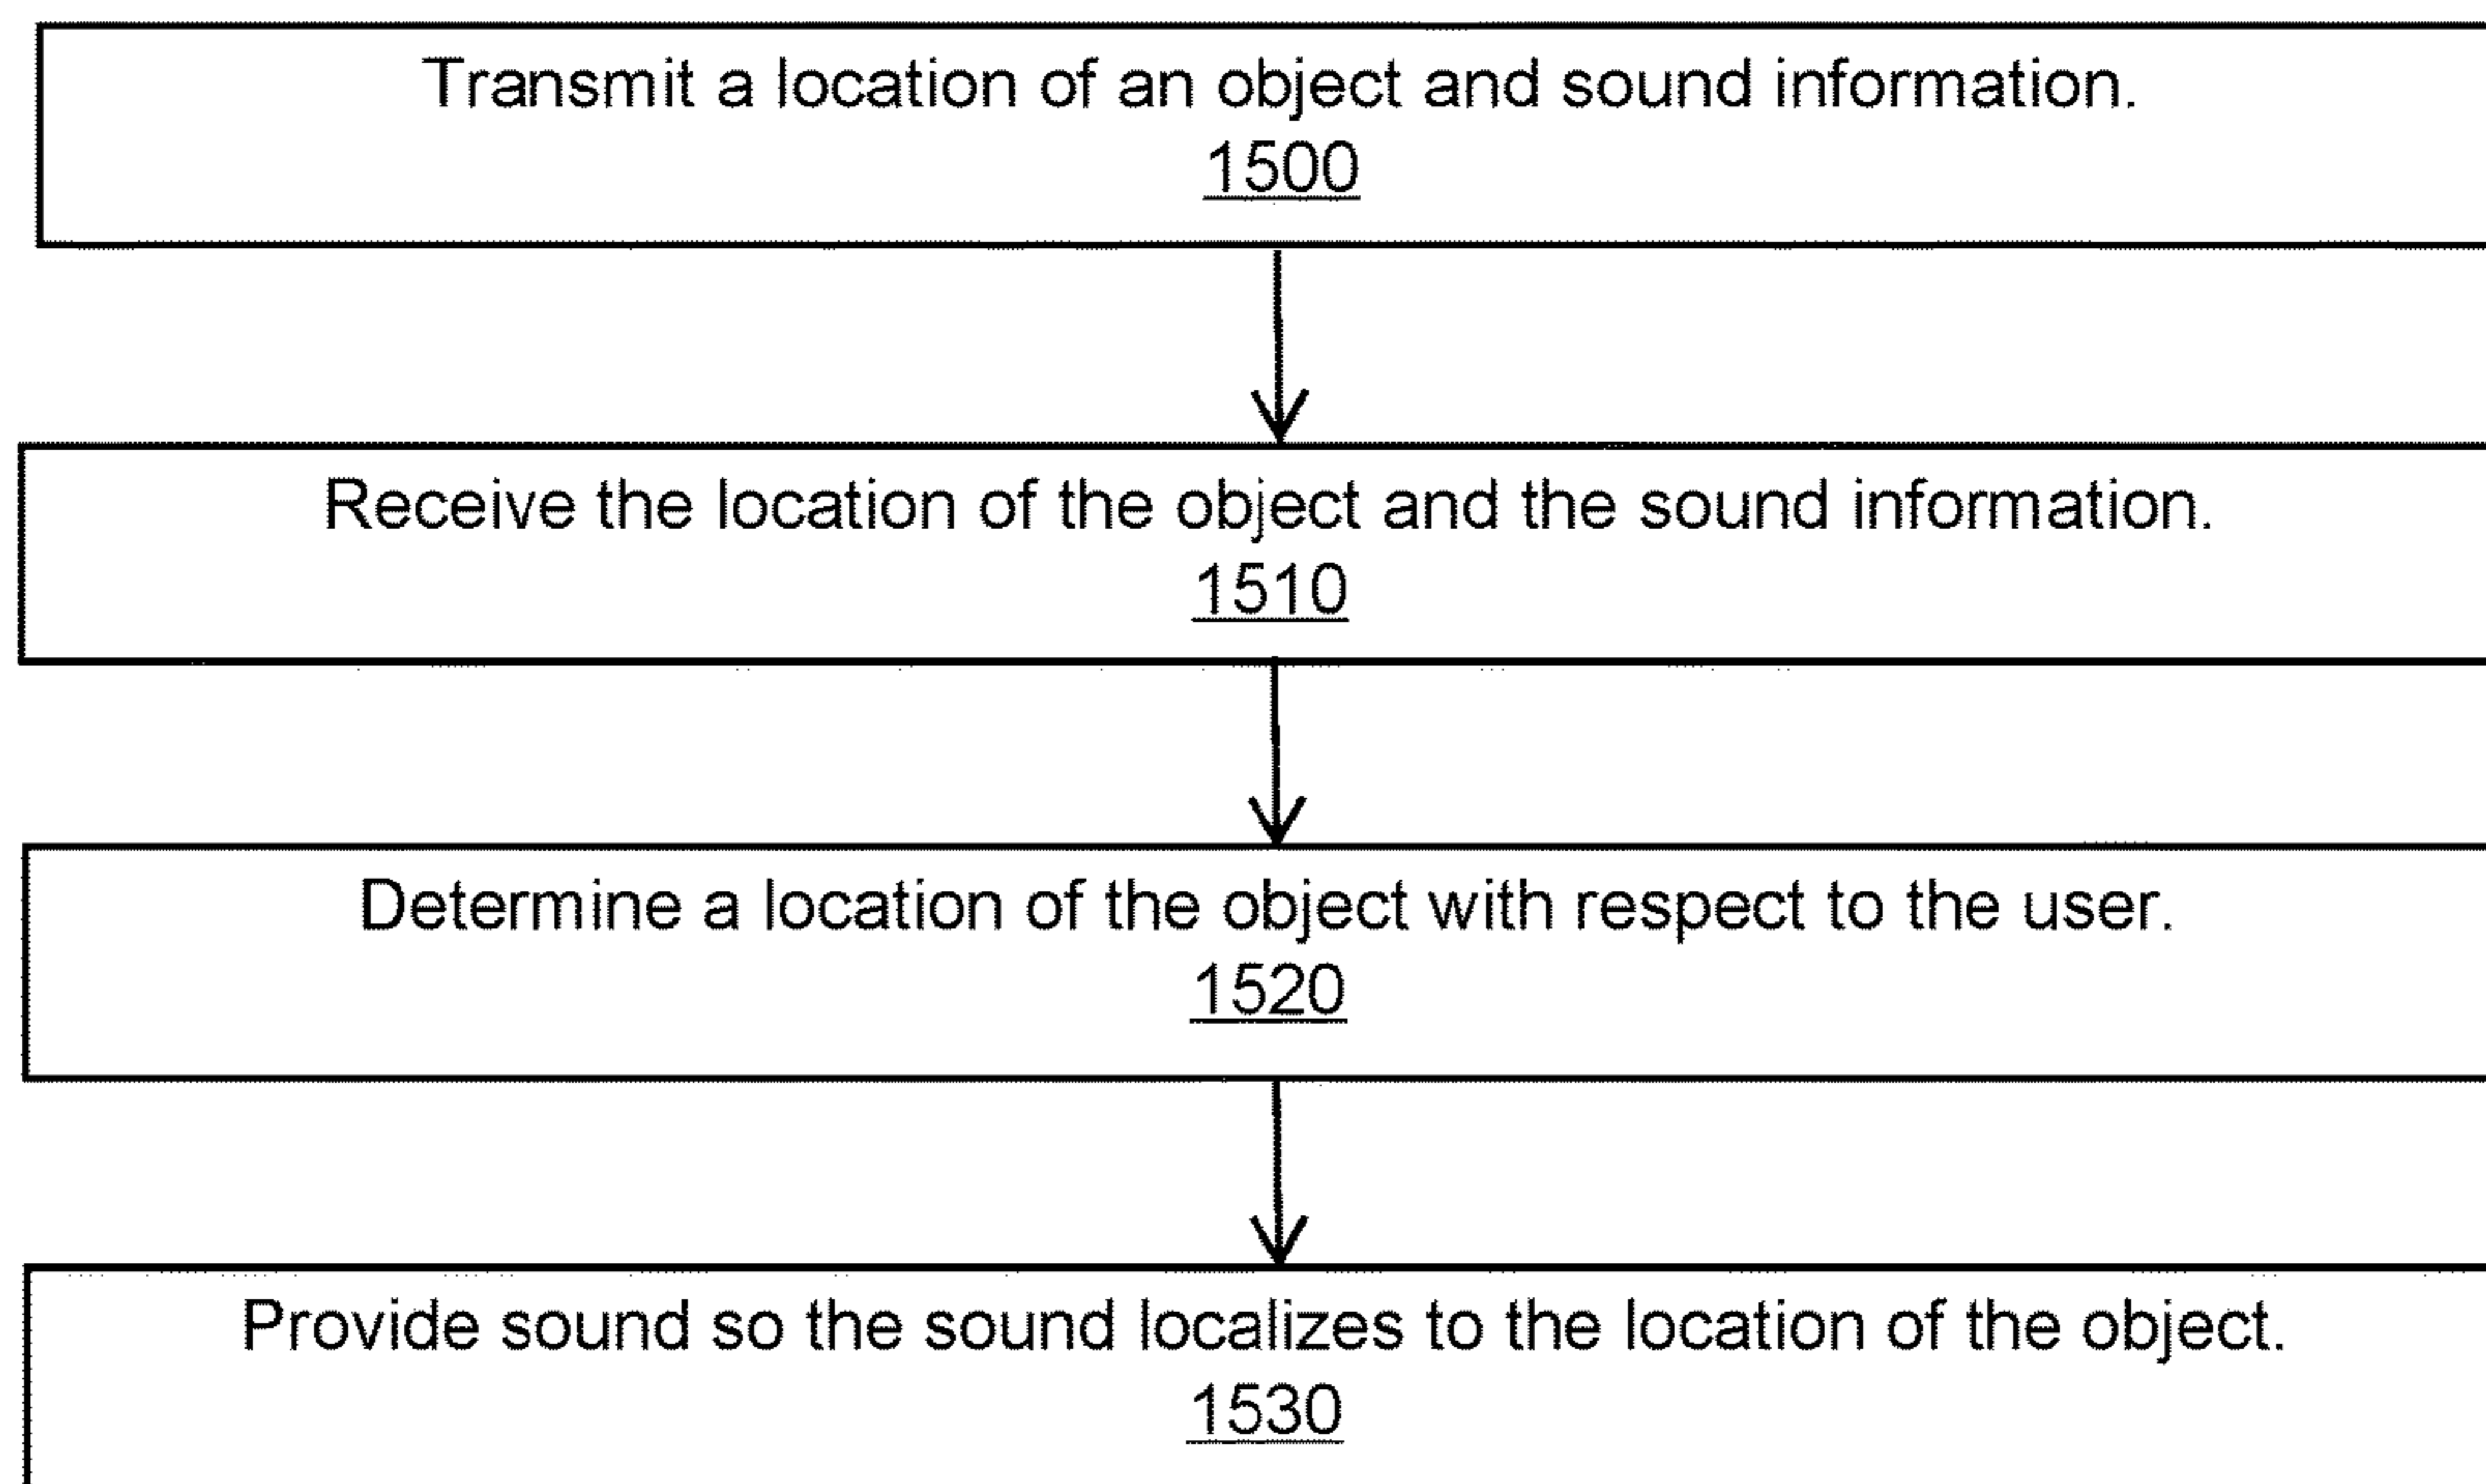 Transmit a location of an object and sound information.
1500
Receive the location of the object and the sound information.
1510
Determine a location of the object with respect to the user.
1520
Provide sound so the sound localizes to the location of the object.
1530